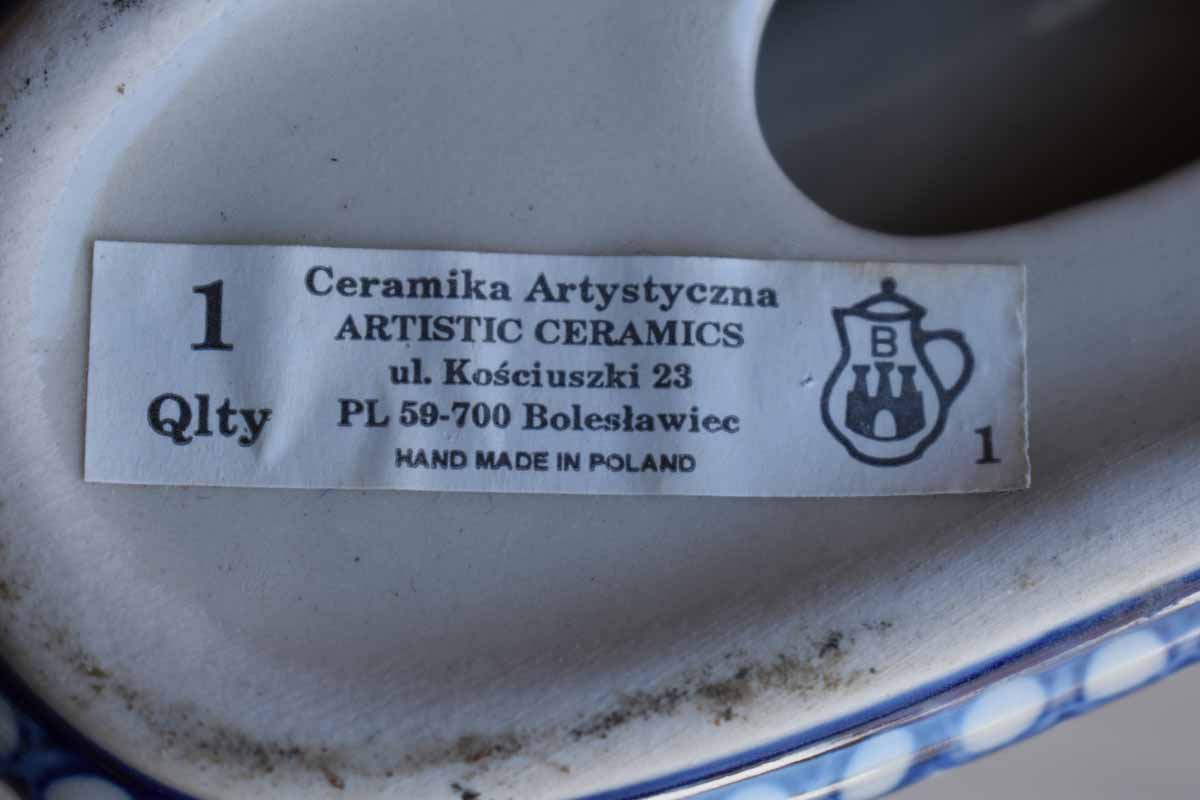 1
Qlty
Ceramika Artystyczna
ARTISTIC CERAMICS
ul. Kościuszki 23
PL 59-700 Bolesławiec
HAND MADE IN POLAND
B
1